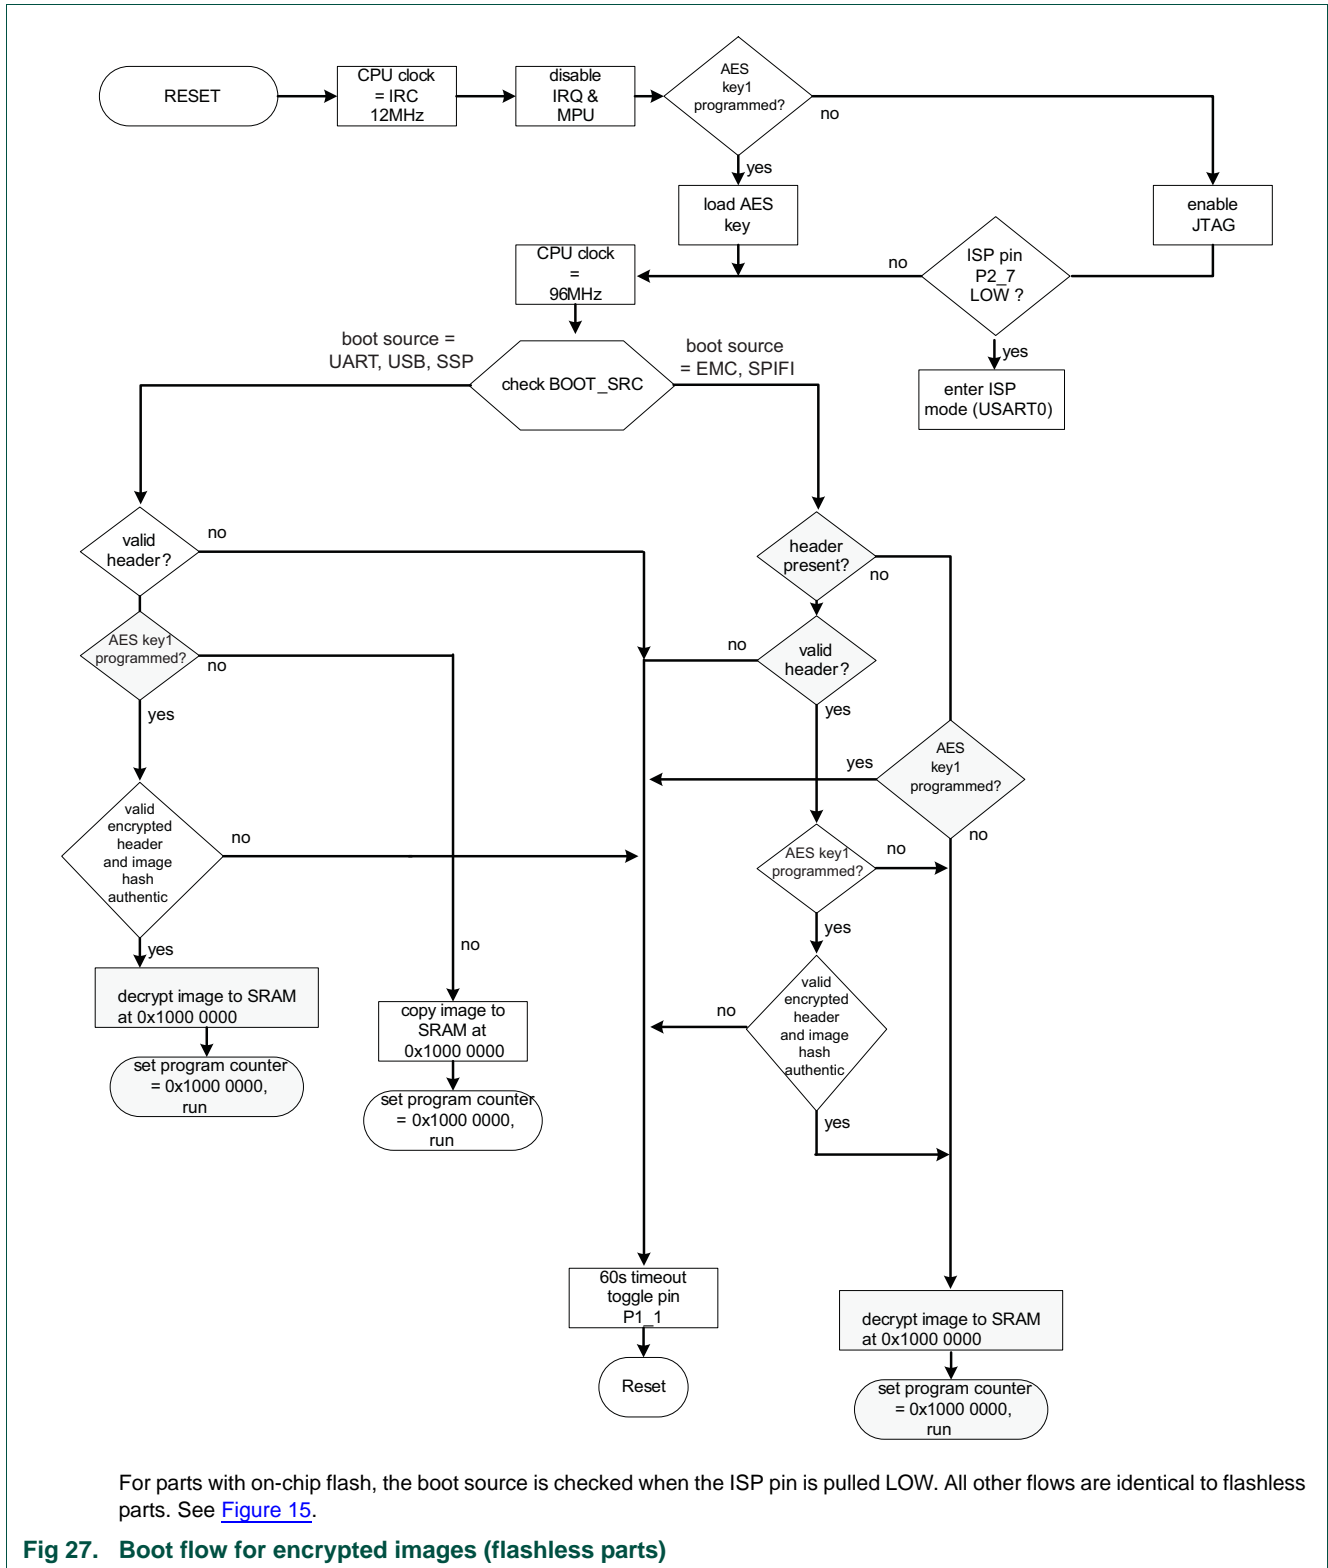 RESET
CPU clock
= IRC
12MHz
disable
IRQ &
MPU
AES
key1
programmed?
no
yes
load AES
key
enable
JTAG
CPU clock
=
96MHz
no
ISP pin
P2_7
LOW ?
yes
enter ISP
mode (USART0)
boot source =
UART, USB, SSP
check BOOT_SRC
boot source
= EMC, SPIFI
valid
header?
no
header
present?
no
AES key1
programmed?
no
yes
no
valid
header?
yes
yes
AES
key1
programmed?
no
valid
encrypted
header
and image
hash
authentic
no
yes
AES key1
programmed?
no
yes
decrypt image to SRAM
at 0x1000 0000
set program counter
= 0x1000 0000,
run
no
copy image to
SRAM at
0x1000 0000
set program counter
= 0x1000 0000,
run
no
valid
encrypted
header
and image
hash
authentic
yes
60s timeout
toggle pin
P1_1
Reset
decrypt image to SRAM
at 0x1000 0000
set program counter
= 0x1000 0000,
run
For parts with on-chip flash, the boot source is checked when the ISP pin is pulled LOW. All other flows are identical to flashless
parts. See Figure 15.
Fig 27. Boot flow for encrypted images (flashless parts)